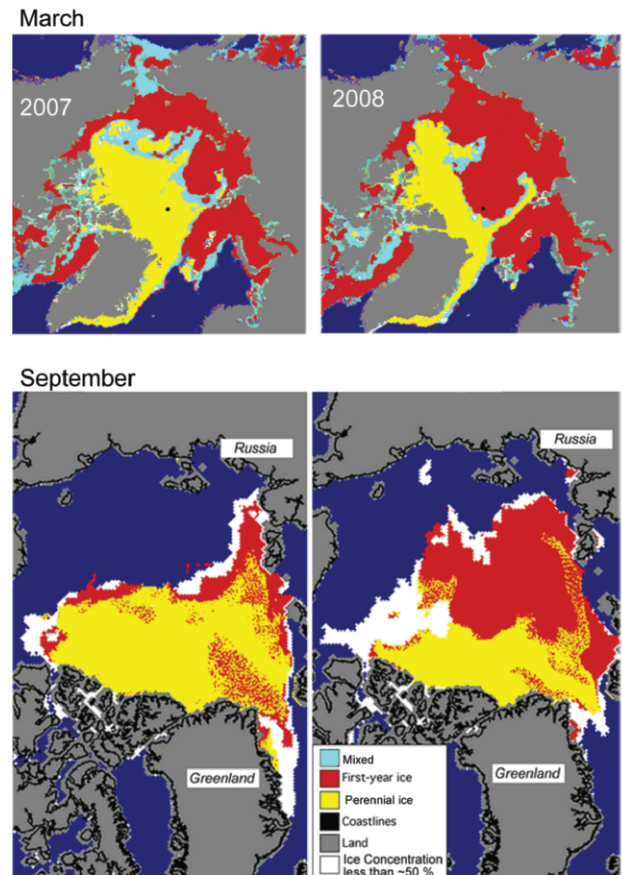 March
2007
2008
September
Russia
Russia
Greenland
Greenland
Mixed
First-year ice
Perennial ice
Coastlines
Land
Ice Concentration
less than ~50 %